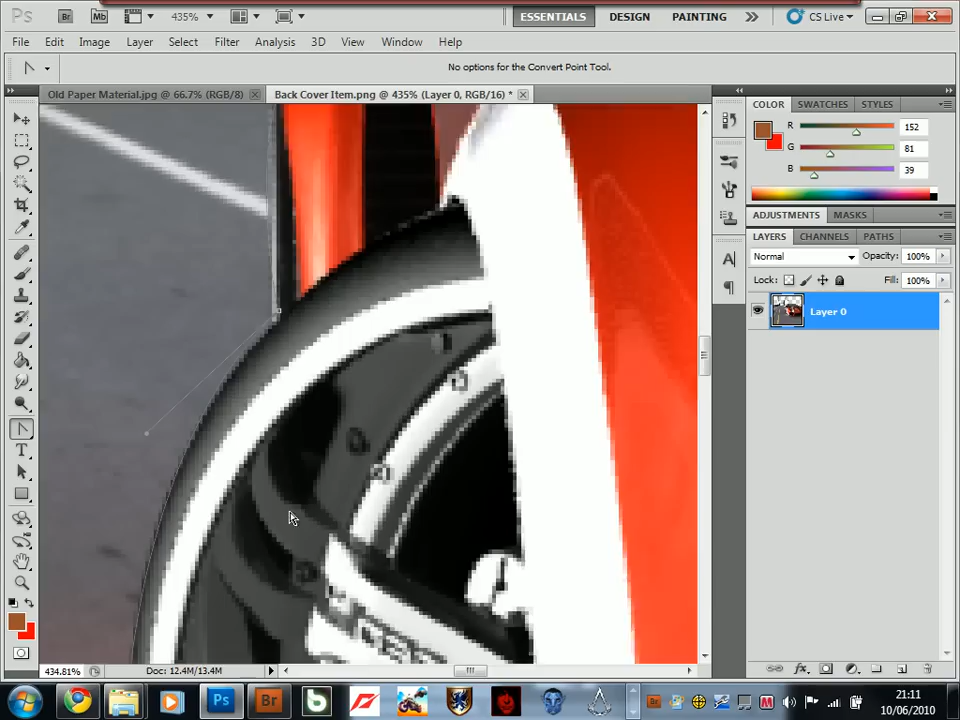 Ps Br Mb 435% ESSENTIALS DESIGN PAINTING CS Live
File Edit Image Layer Select Filter Analysis 3D View Window Help
No options for the Convert Point Tool.
Old Paper Material.jpg @ 66.7% (RGB/8) Back Cover Item.png @ 435% (Layer 0, RGB/16) *
COLOR SWATCHES STYLES
R 152
G 81
B 39
ADJUSTMENTS MASKS
LAYERS CHANNELS PATHS
Normal Opacity: 100%
Lock: Fill: 100%
Layer 0
434.81% Doc: 12.4M/13.4M
Ps Br
21:11
10/06/2010